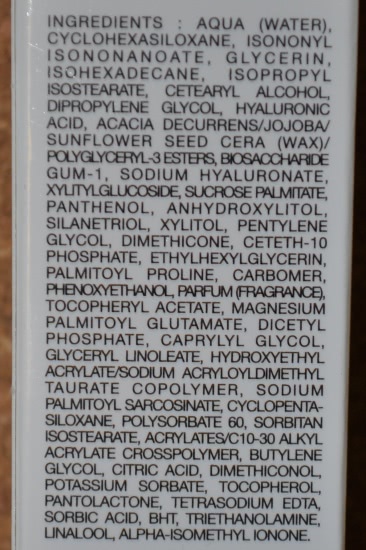 INGREDIENTS : AQUA (WATER),
CYCLOHEXASILOXANE, ISONONYL
ISONONANOATE, GLYCERIN,
ISOHEXADECANE, ISOPROPYL
ISOSTEARATE, CETEARYL ALCOHOL,
DIPROPYLENE GLYCOL, HYALURONIC
ACID, ACACIA DECURRENS/JOJOBA/
SUNFLOWER SEED CERA (WAX)/
POLYGLYCERYL-3 ESTERS, BIOSACCHARIDE
GUM-1, SODIUM HYALURONATE,
XYLITYLGLUCOSIDE, SUCROSE PALMITATE,
PANTHENOL, ANHYDROXYLITOL,
SILANETRIOL, XYLITOL, PENTYLENE
GLYCOL, DIMETHICONE, CETETH-10
PHOSPHATE, ETHYLHEXYLGLYCERIN,
PALMITOYL PROLINE, CARBOMER,
PHENOXYETHANOL, PARFUM (FRAGRANCE),
TOCOPHERYL ACETATE, MAGNESIUM
PALMITOYL GLUTAMATE, DICETYL
PHOSPHATE, CAPRYLYL GLYCOL,
GLYCERYL LINOLEATE, HYDROXYETHYL
ACRYLATE/SODIUM ACRYLOYLDIMETHYL
TAURATE COPOLYMER, SODIUM
PALMITOYL SARCOSINATE, CYCLOPENTA-
SILOXANE, POLYSORBATE 60, SORBITAN
ISOSTEARATE, ACRYLATES/C10-30 ALKYL
ACRYLATE CROSSPOLYMER, BUTYLENE
GLYCOL, CITRIC ACID, DIMETHICONOL,
POTASSIUM SORBATE, TOCOPHEROL,
PANTOLACTONE, TETRASODIUM EDTA,
SORBIC ACID, BHT, TRIETHANOLAMINE,
LINALOOL, ALPHA-ISOMETHYL IONONE.